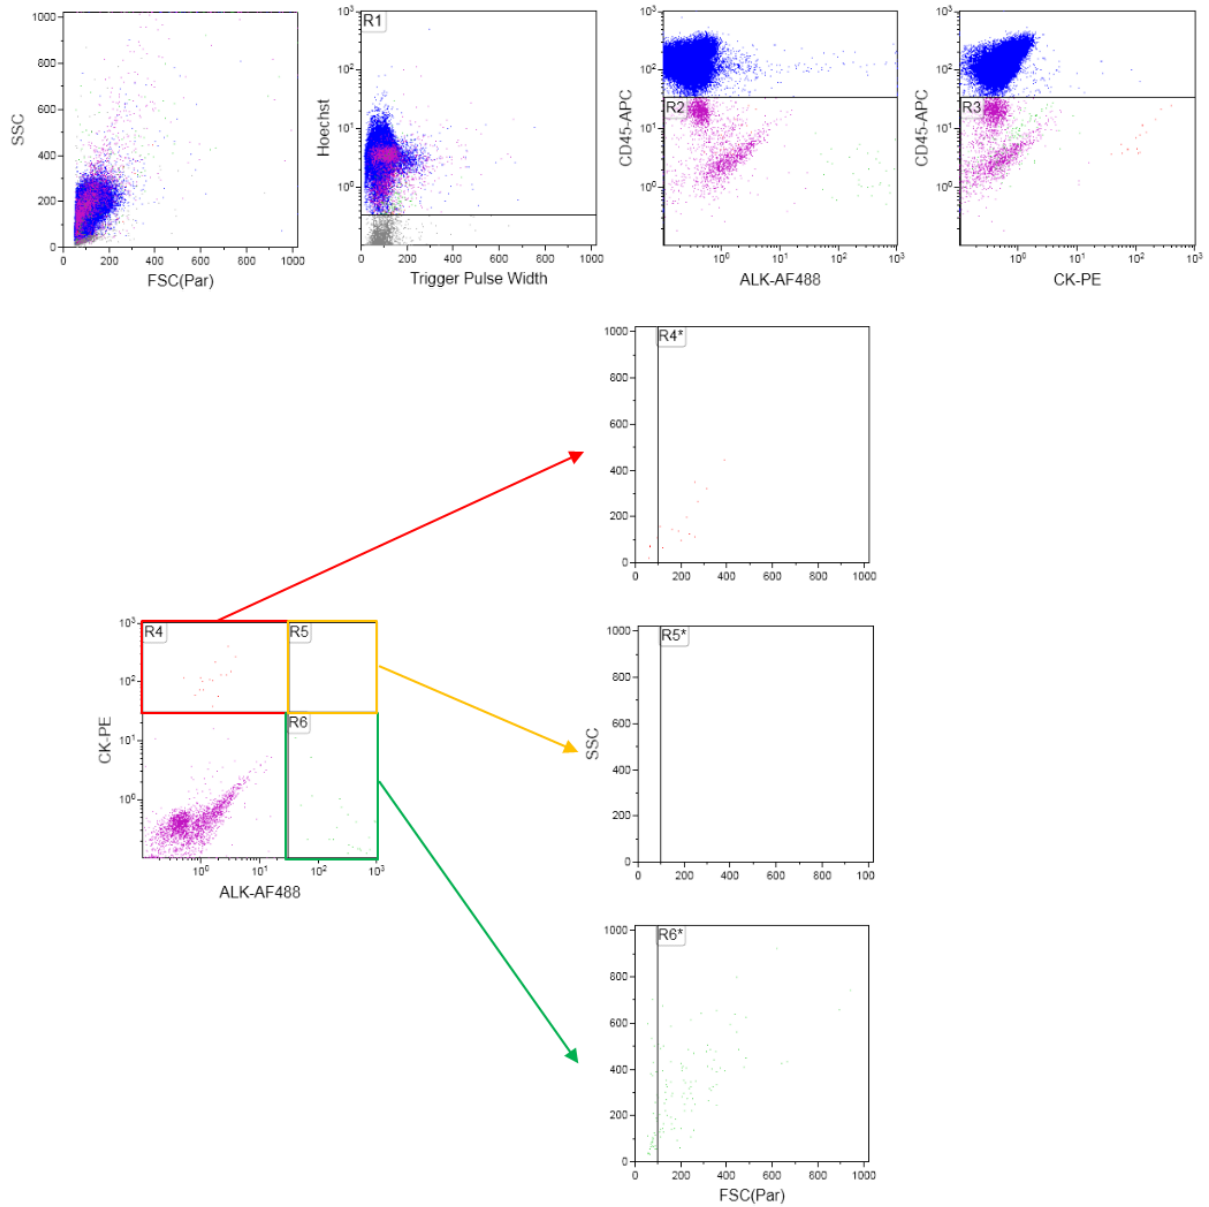 1000
800
600
400
200
0
SSC
0 200 400 600 800 1000
FSC(Par)
R1
10³
10²
10¹
10⁰
Hoechst
0 200 400 600 800 1000
Trigger Pulse Width
10³
10²
10¹
10⁰
CD45-APC
R2
10⁰ 10¹ 10² 10³
ALK-AF488
10³
10²
10¹
10⁰
CD45-APC
R3
10⁰ 10¹ 10² 10³
CK-PE
R4*
1000
800
600
400
200
0
0 200 400 600 800 1000
R4
R5
R6
10³
10²
10¹
10⁰
CK-PE
10⁰ 10¹ 10² 10³
ALK-AF488
R5*
1000
800
600
400
200
0
SSC
0 200 400 600 800 100
R6*
1000
800
600
400
200
0
0 200 400 600 800 1000
FSC(Par)